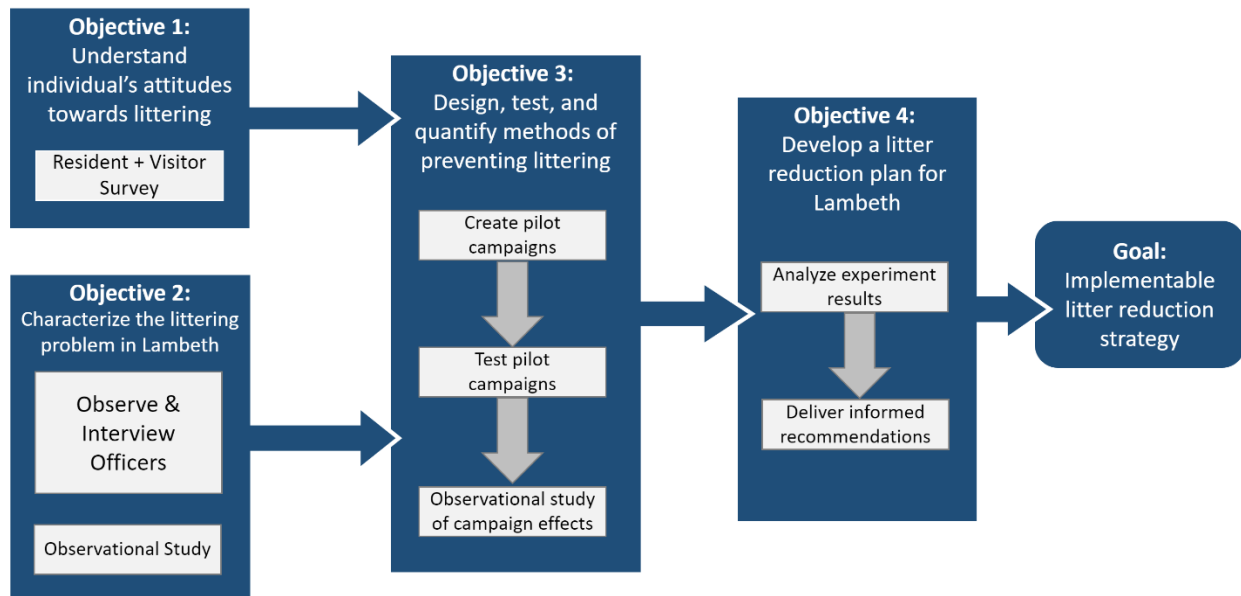 Objective 1:
Understand
individual's attitudes
towards littering
Resident + Visitor
Survey
Objective 2:
Characterize the littering
problem in Lambeth
Observe &
Interview
Officers
Observational Study
Objective 3:
Design, test, and
quantify methods of
preventing littering
Create pilot
campaigns
Test pilot
campaigns
Observational study
of campaign effects
Objective 4:
Develop a litter
reduction plan for
Lambeth
Analyze experiment
results
Deliver informed
recommendations
Goal:
Implementable
litter reduction
strategy